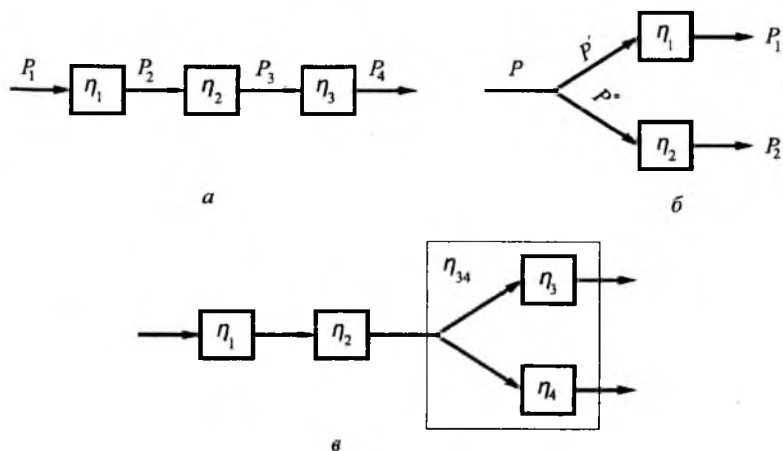 P₁ P₂ P₃ P₄
η₁ η₂ η₃
а
P P' P" P₁ P₂
η₁
η₂
б
η₃₄
η₁ η₂ η₃
η₄
в